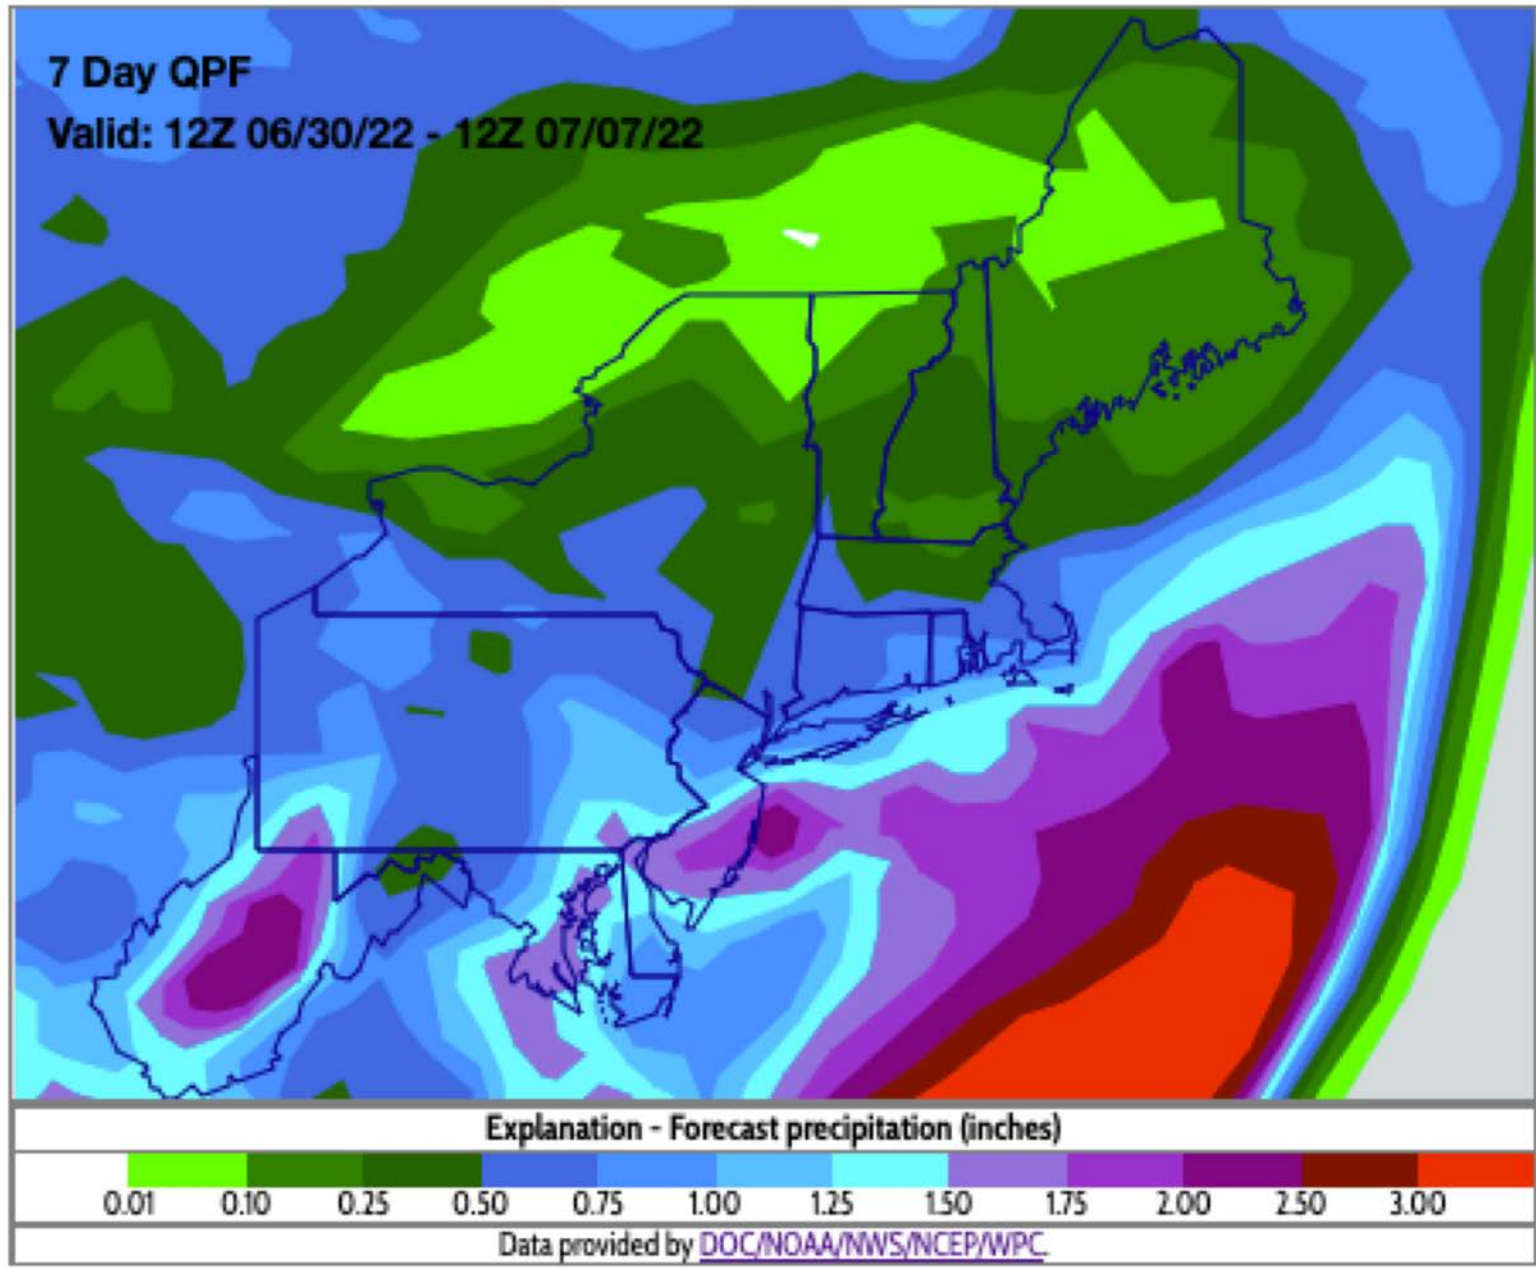 7 Day QPF
Valid: 12Z 06/30/22 - 12Z 07/07/22
Explanation - Forecast precipitation (inches)
0.01 0.10 0.25 0.50 0.75 1.00 1.25 1.50 1.75 2.00 2.50 3.00
Data provided by DOC/NOAA/NWS/NCEP/WPC